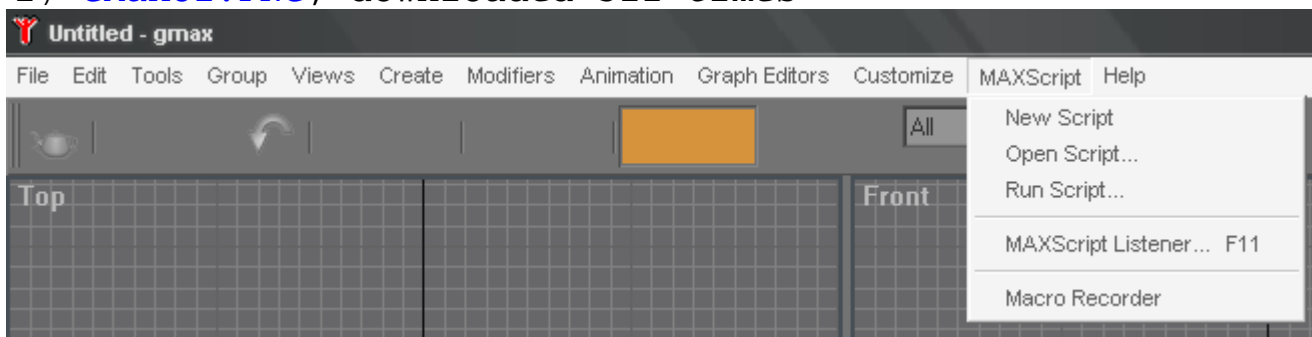 Untitled - gmax
File Edit Tools Group Views Create Modifiers Animation Graph Editors Customize MAXScript Help
All
New Script
Open Script...
Run Script...
MAXScript Listener... F11
Macro Recorder
Top
Front